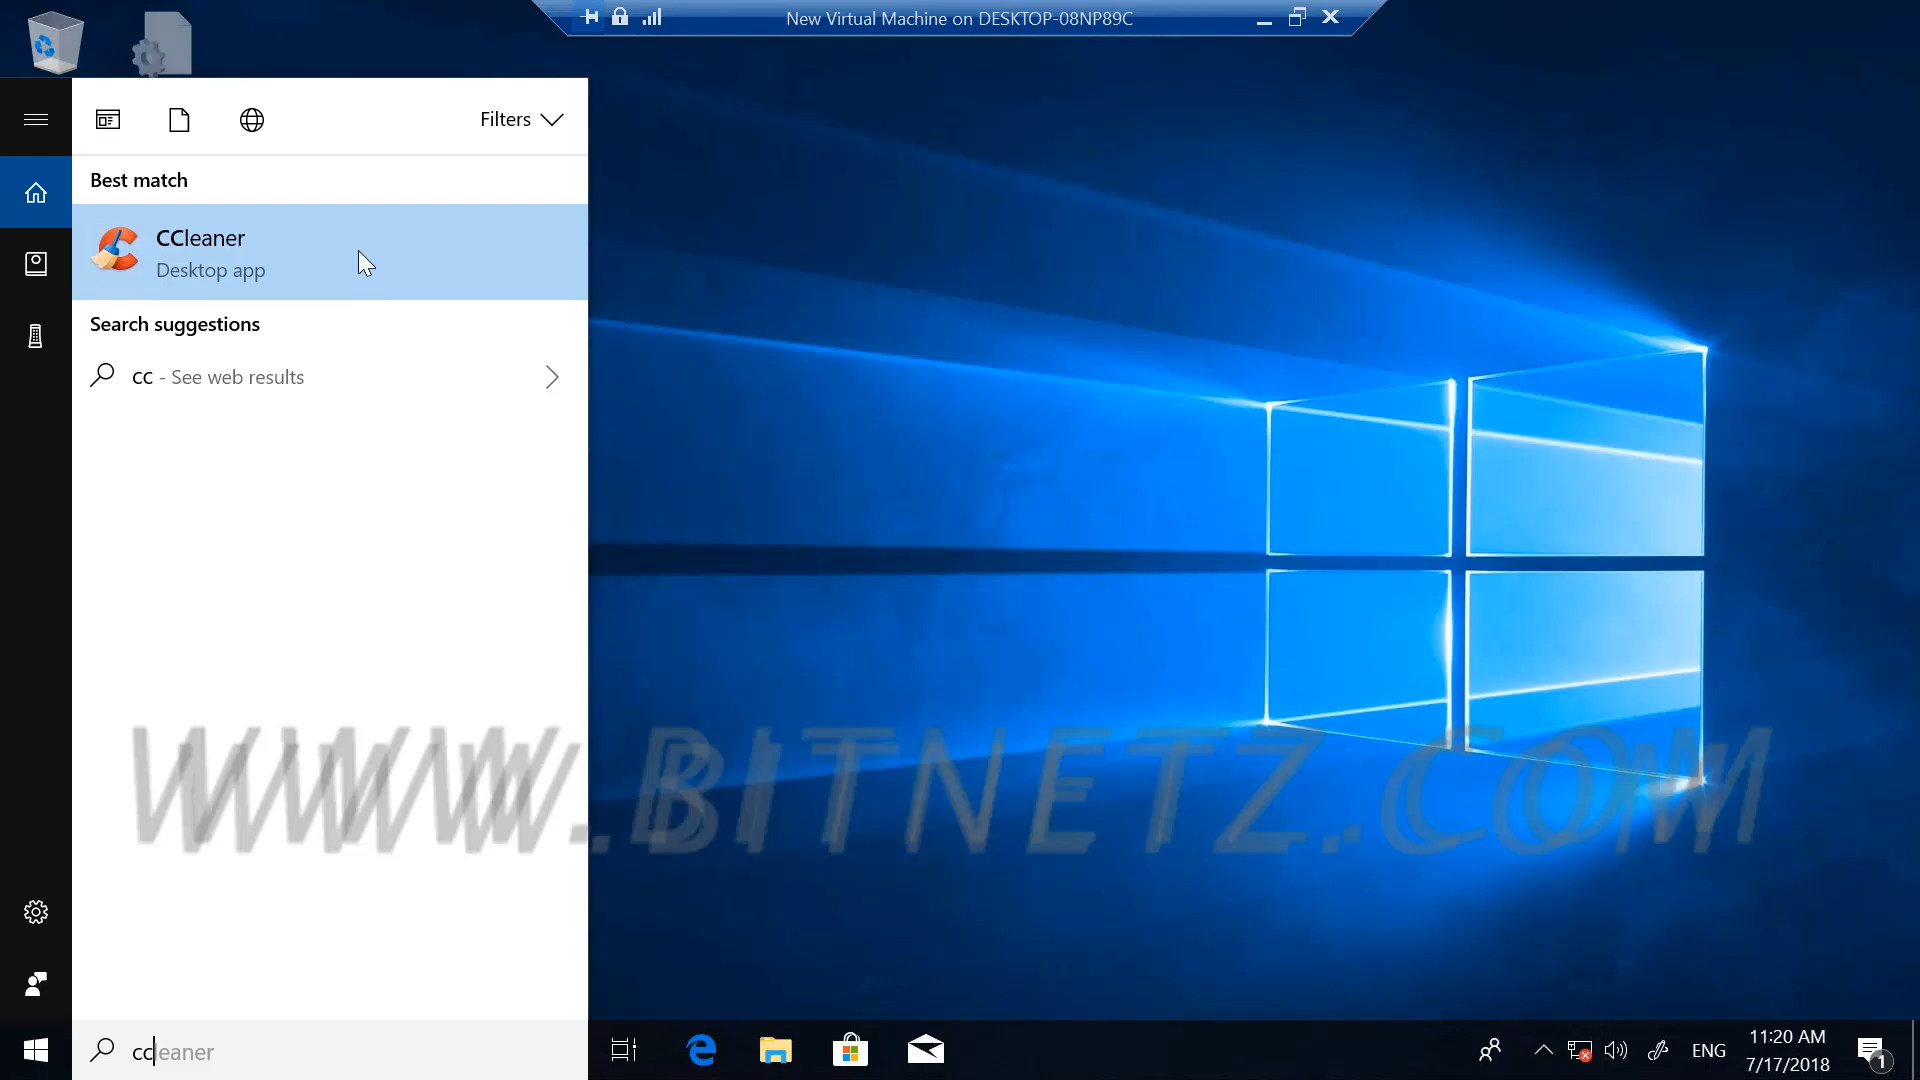 New Virtual Machine on DESKTOP-08NP89C
Filters
Best match
CCleaner
Desktop app
Search suggestions
cc - See web results
WWW.BITNETZ.COM
ccleaner
ENG
11:20 AM
7/17/2018
1